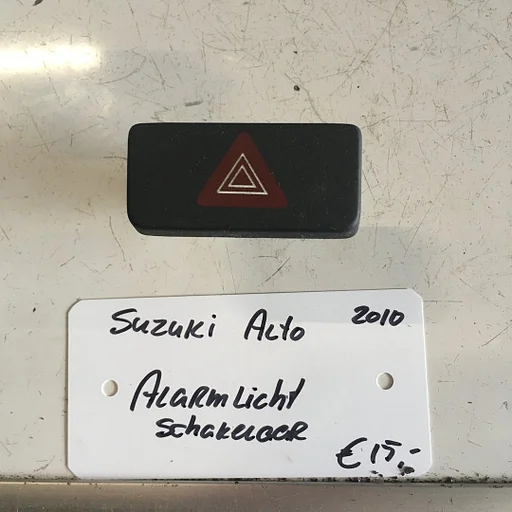 Suzuki Alto 2010
Alarmlicht
Schakelaar
€ 15,-